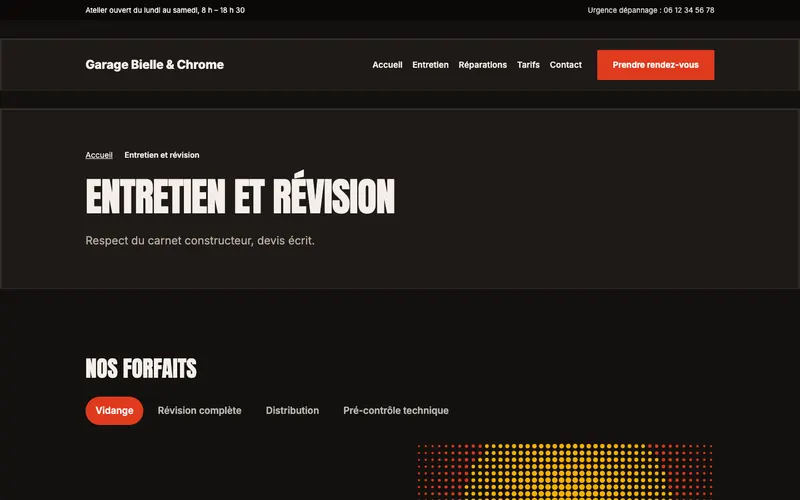 Atelier ouvert du lundi au samedi, 8 h – 18 h 30
Urgence dépannage : 06 12 34 56 78
Garage Bielle & Chrome
Accueil
Entretien
Réparations
Tarifs
Contact
Prendre rendez-vous
Accueil
Entretien et révision
ENTRETIEN ET RÉVISION
Respect du carnet constructeur, devis écrit.
NOS FORFAITS
Vidange
Révision complète
Distribution
Pré-contrôle technique